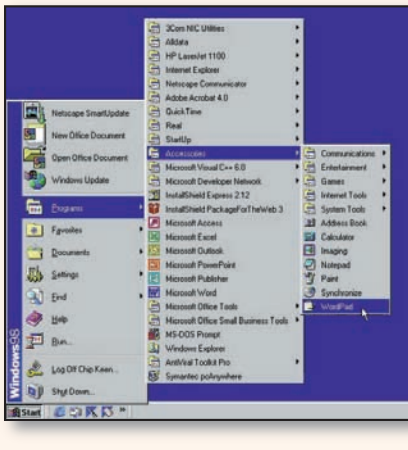 Netscape SmartUpdate
New Office Document
Open Office Document
Windows Update
Programs
Favorites
Documents
Settings
Find
Help
Run...
Log Off Chip Keen...
Shut Down...
Windows98
Start
3Com NIC Utilities
Alldata
HP LaserJet 1100
Internet Explorer
Netscape Communicator
Adobe Acrobat 4.0
QuickTime
Real
StartUp
Accessories
Microsoft Visual C++ 6.0
Microsoft Developer Network
InstallShield Express 2.12
InstallShield PackageForTheWeb 3
Microsoft Access
Microsoft Excel
Microsoft Outlook
Microsoft PowerPoint
Microsoft Publisher
Microsoft Word
Microsoft Office Tools
Microsoft Office Small Business Tools
MS-DOS Prompt
Windows Explorer
AntiViral Toolkit Pro
Symantec pcAnywhere
Communications
Entertainment
Games
Internet Tools
System Tools
Address Book
Calculator
Imaging
Notepad
Paint
Synchronize
WordPad